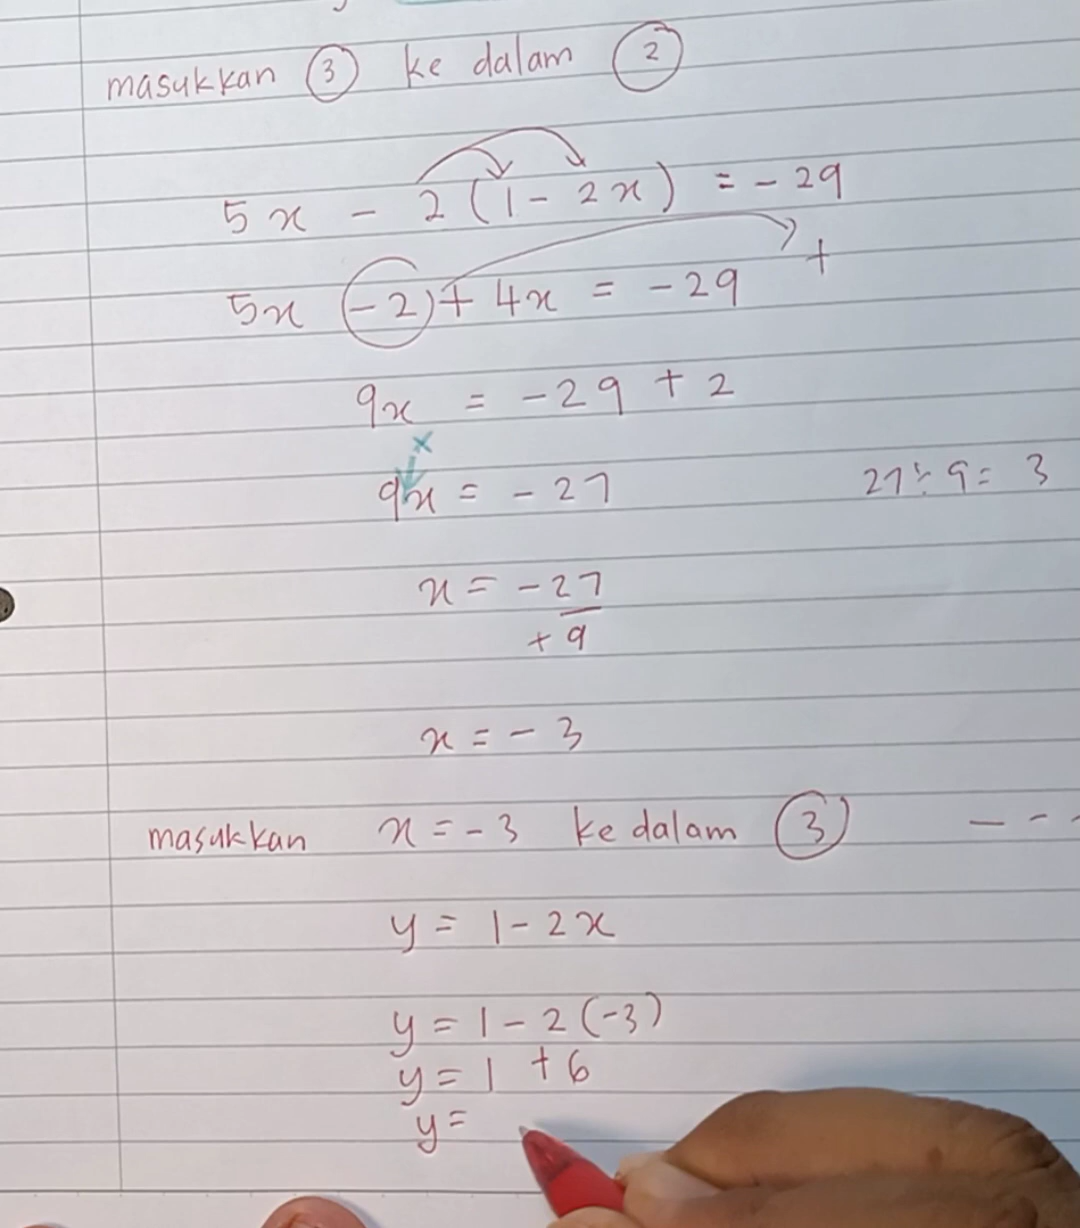 masukkan ③ ke dalam ②
5x - 2(1 - 2x) = -29
+
5x -2 + 4x = -29
9x = -29 + 2
x
9x = -27 27 ÷ 9 = 3
x = -27
+ 9
x = - 3
masukkan x = -3 ke dalam ③ - - -
y = 1 - 2x
y = 1 - 2(-3)
y = 1 + 6
y =